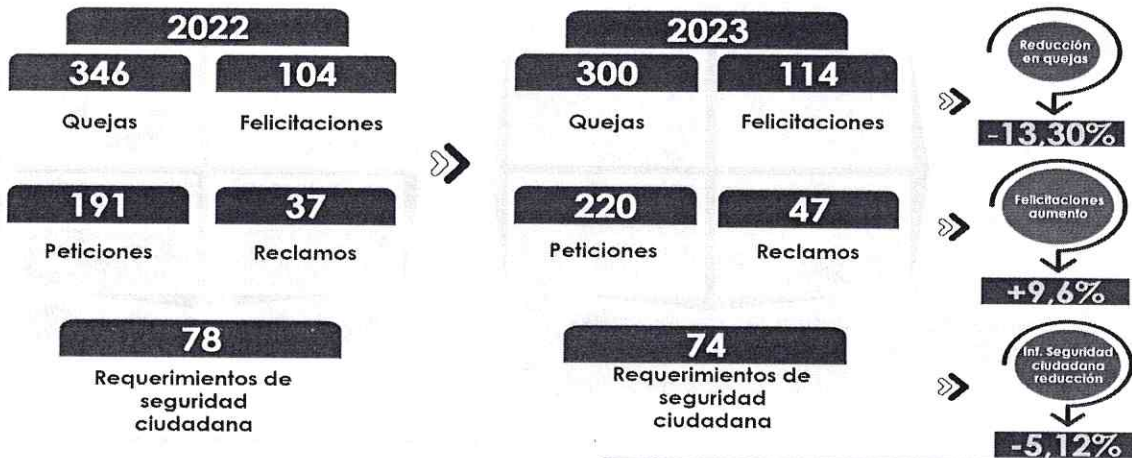 2022
346
104
Quejas
Felicitaciones
191
37
Peticiones
Reclamos
78
Requerimientos de
seguridad
ciudadana
2023
300
114
Quejas
Felicitaciones
220
47
Peticiones
Reclamos
74
Requerimientos de
seguridad
ciudadana
Reducción
en quejas
-13,30%
Felicitaciones
aumento
+9,6%
Inf. Seguridad
ciudadana
reducción
-5,12%